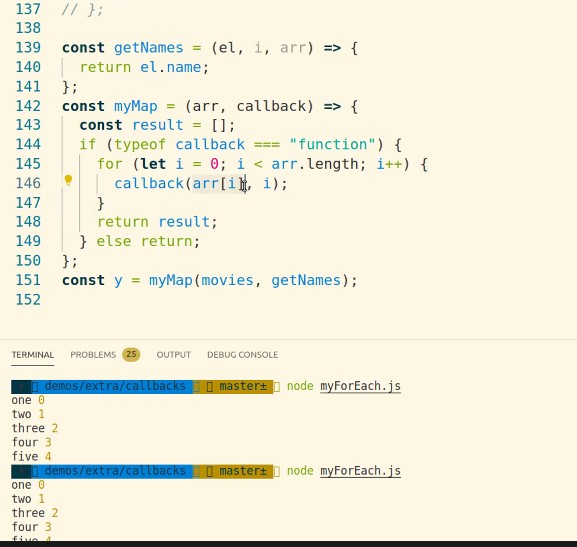 137 // };
138
139 const getNames = (el, i, arr) => {
140 return el.name;
141 };
142 const myMap = (arr, callback) => {
143 const result = [];
144 if (typeof callback === "function") {
145 for (let i = 0; i < arr.length; i++) {
146 callback(arr[i], i);
147 }
148 return result;
149 } else return;
150 };
151 const y = myMap(movies, getNames);
152
TERMINAL PROBLEMS 25 OUTPUT DEBUG CONSOLE
demos/extra/callbacks master± node myForEach.js
one 0
two 1
three 2
four 3
five 4
demos/extra/callbacks master± node myForEach.js
one 0
two 1
three 2
four 3
five 4